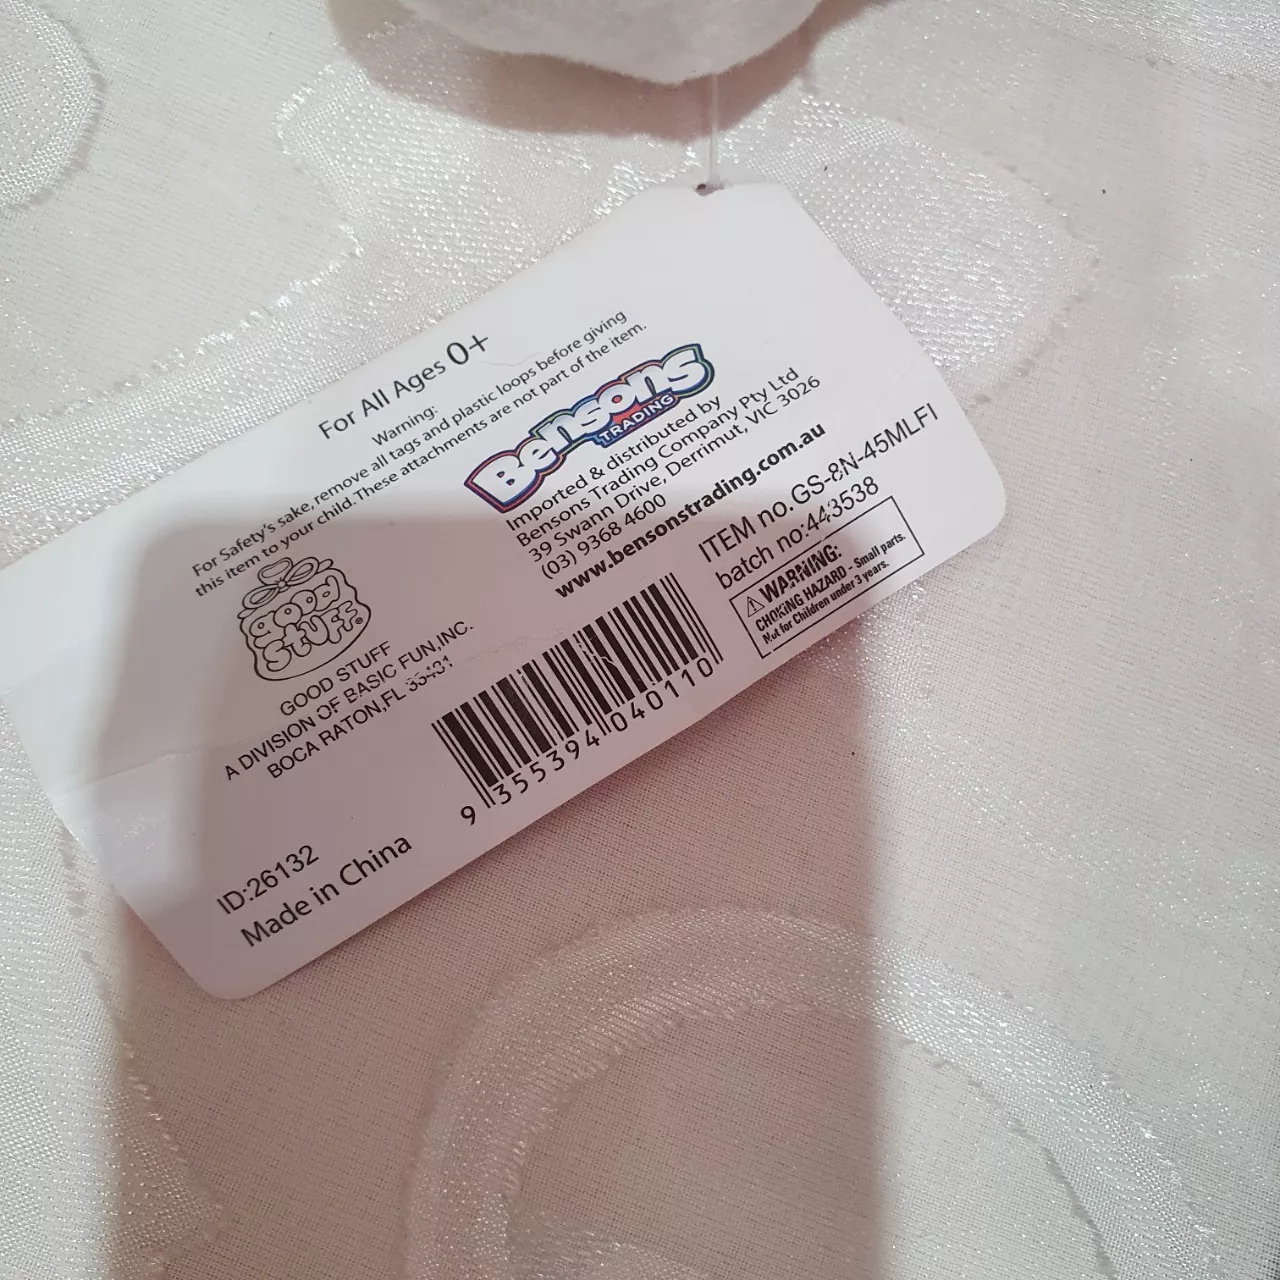 For All Ages 0+
Warning:
For Safety's sake, remove all tags and plastic loops before giving
this item to your child. These attachments are not part of the item.
good
stuff®
GOOD STUFF
A DIVISION OF BASIC FUN,INC.
BOCA RATON,FL 33431
ID:26132
Made in China
Bensons
TRADING
Imported & distributed by
Bensons Trading Company Pty Ltd
39 Swann Drive, Derrimut, VIC 3026
(03) 9368 4600
www.bensonstrading.com.au
9 355394 040110
ITEM no.GS-8N-45MLFI
batch no:443538
⚠WARNING:
CHOKING HAZARD - Small parts.
Not for Children under 3 years.